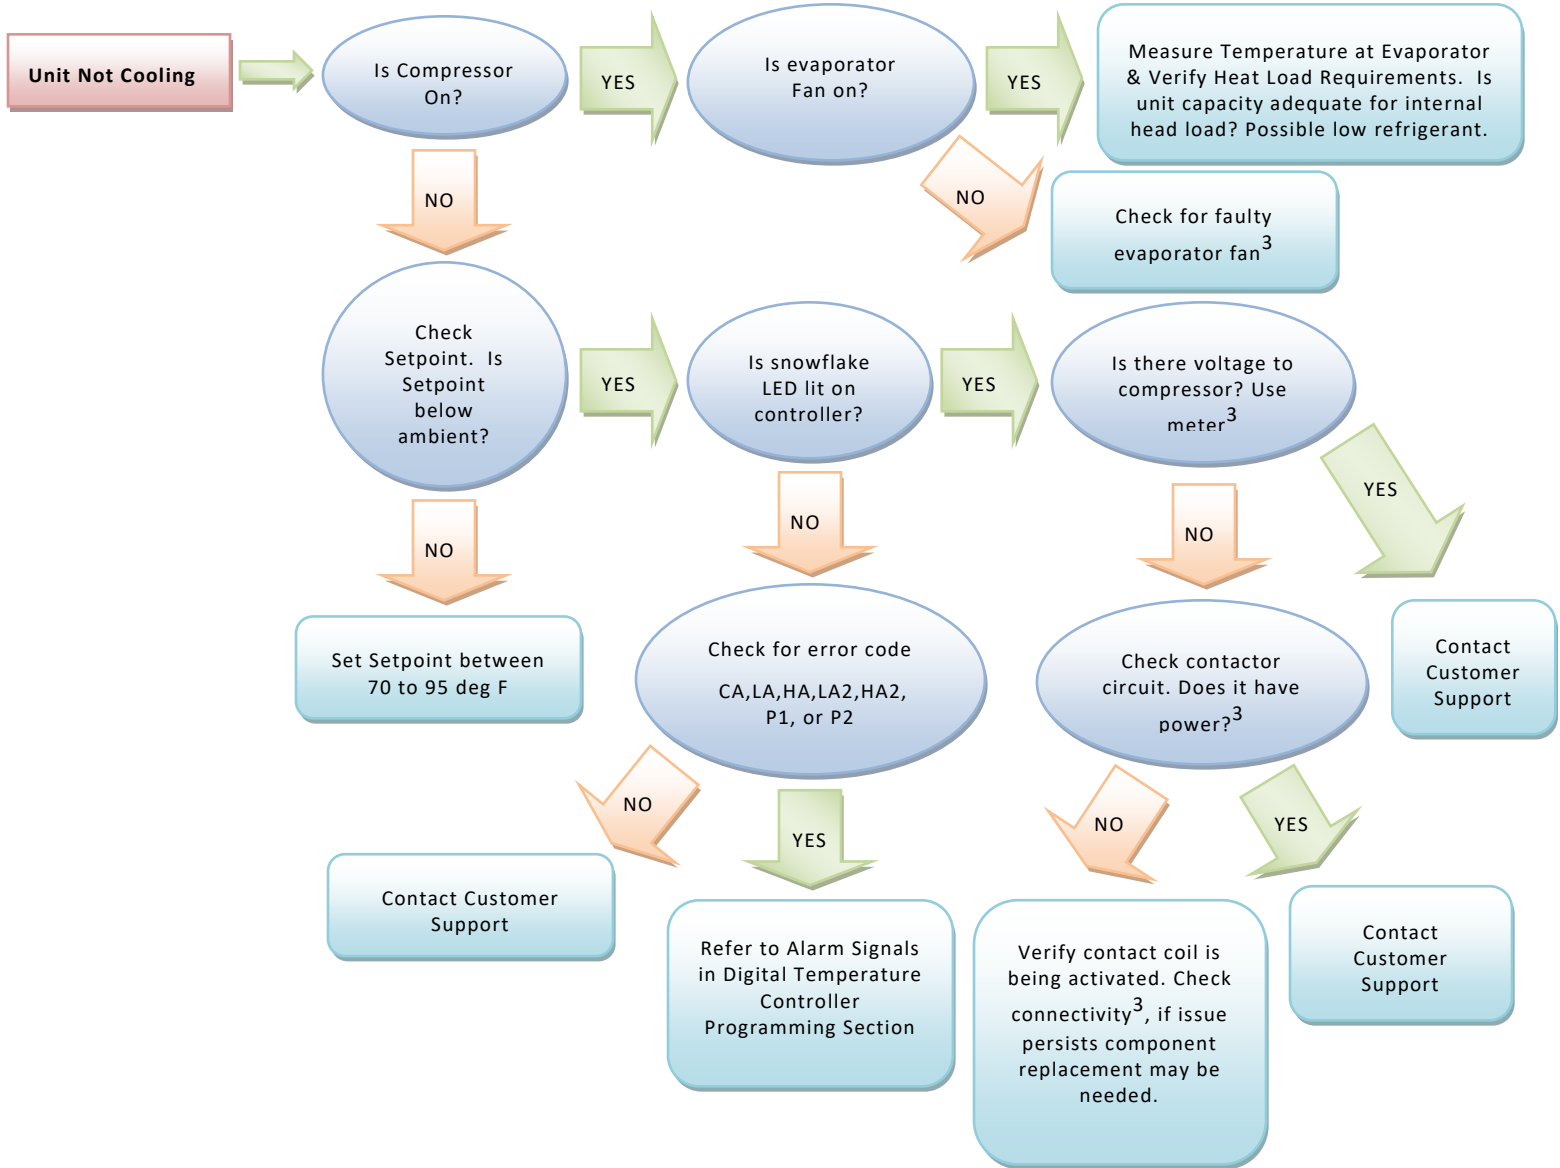 Unit Not Cooling
Is Compressor
On?
YES
Is evaporator
Fan on?
YES
Measure Temperature at Evaporator
& Verify Heat Load Requirements.  Is
unit capacity adequate for internal
head load? Possible low refrigerant.
NO
NO
Check for faulty
evaporator fan³
Check
Setpoint.  Is
Setpoint
below
ambient?
YES
Is snowflake
LED lit on
controller?
YES
Is there voltage to
compressor? Use
meter³
NO
NO
NO
YES
Set Setpoint between
70 to 95 deg F
Check for error code
CA,LA,HA,LA2,HA2,
P1, or P2
Check contactor
circuit. Does it have
power?³
Contact
Customer
Support
NO
YES
NO
YES
Contact Customer
Support
Refer to Alarm Signals
in Digital Temperature
Controller
Programming Section
Verify contact coil is
being activated. Check
connectivity³, if issue
persists component
replacement may be
needed.
Contact
Customer
Support